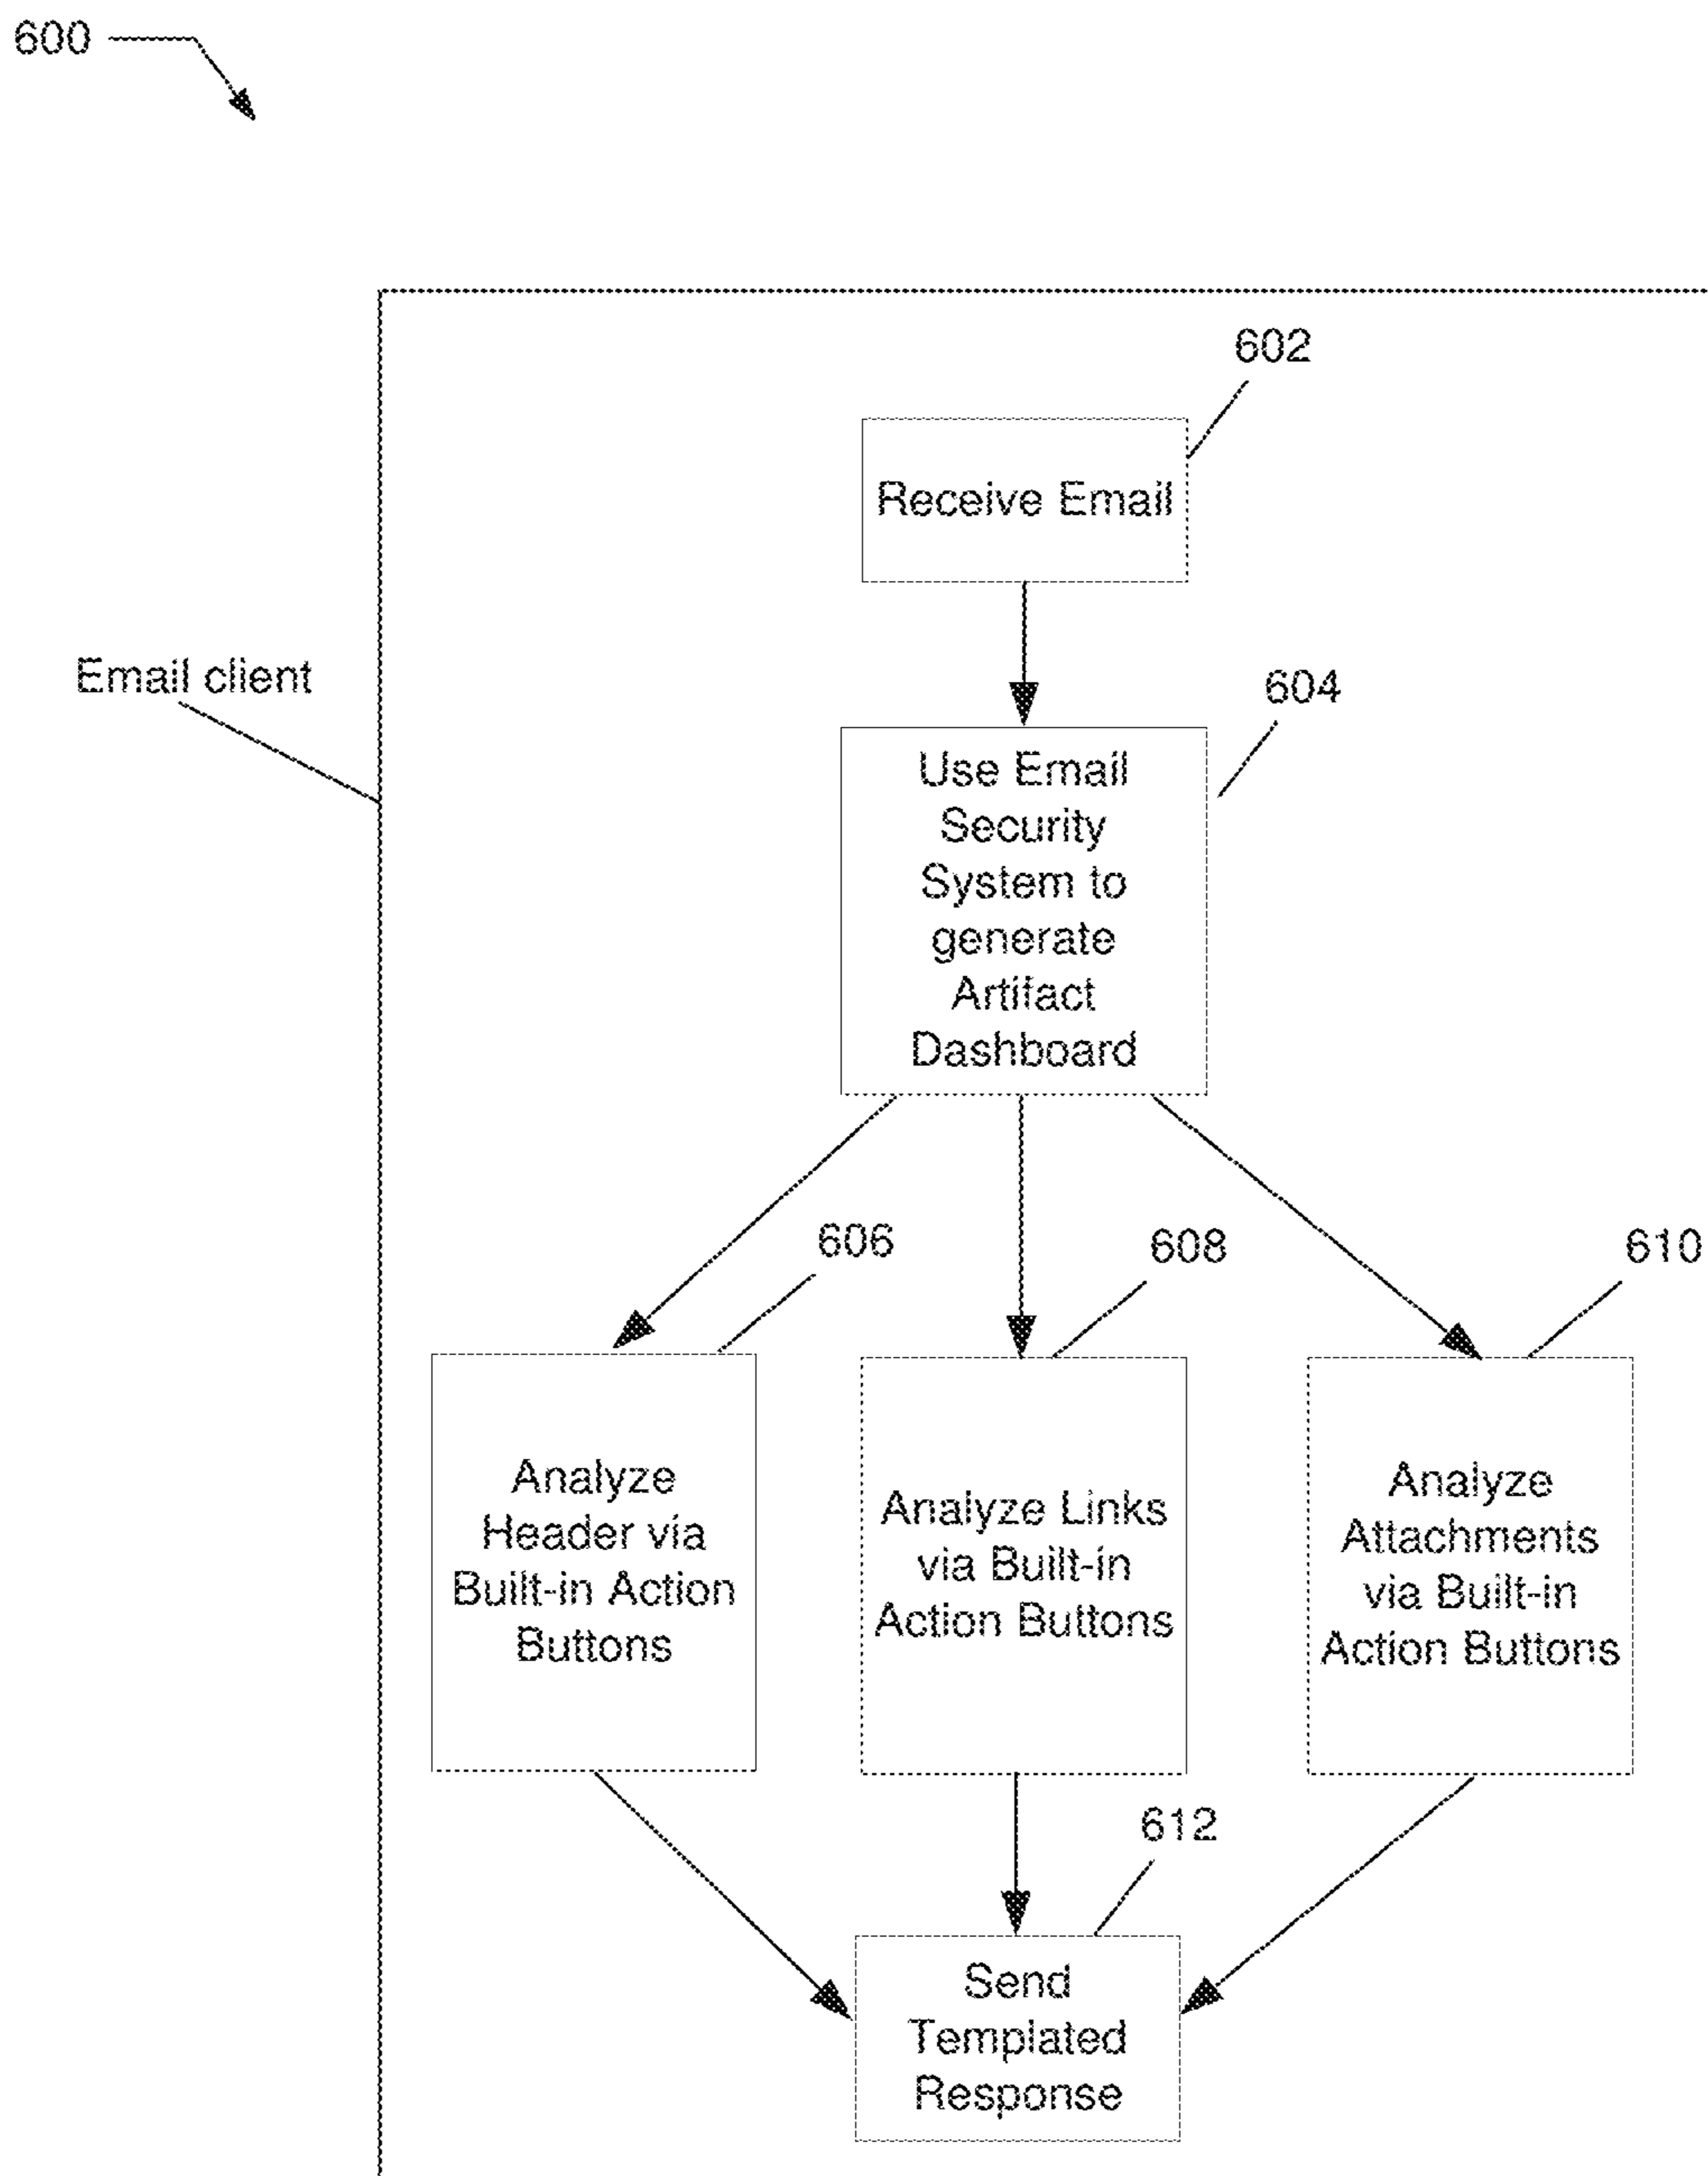 600
602
Receive Email
Email client
604
Use Email
Security
System to
generate
Artifact
Dashboard
606
608
610
Analyze
Header via
Built-in Action
Buttons
Analyze Links
via Built-in
Action Buttons
Analyze
Attachments
via Built-in
Action Buttons
612
Send
Templated
Response